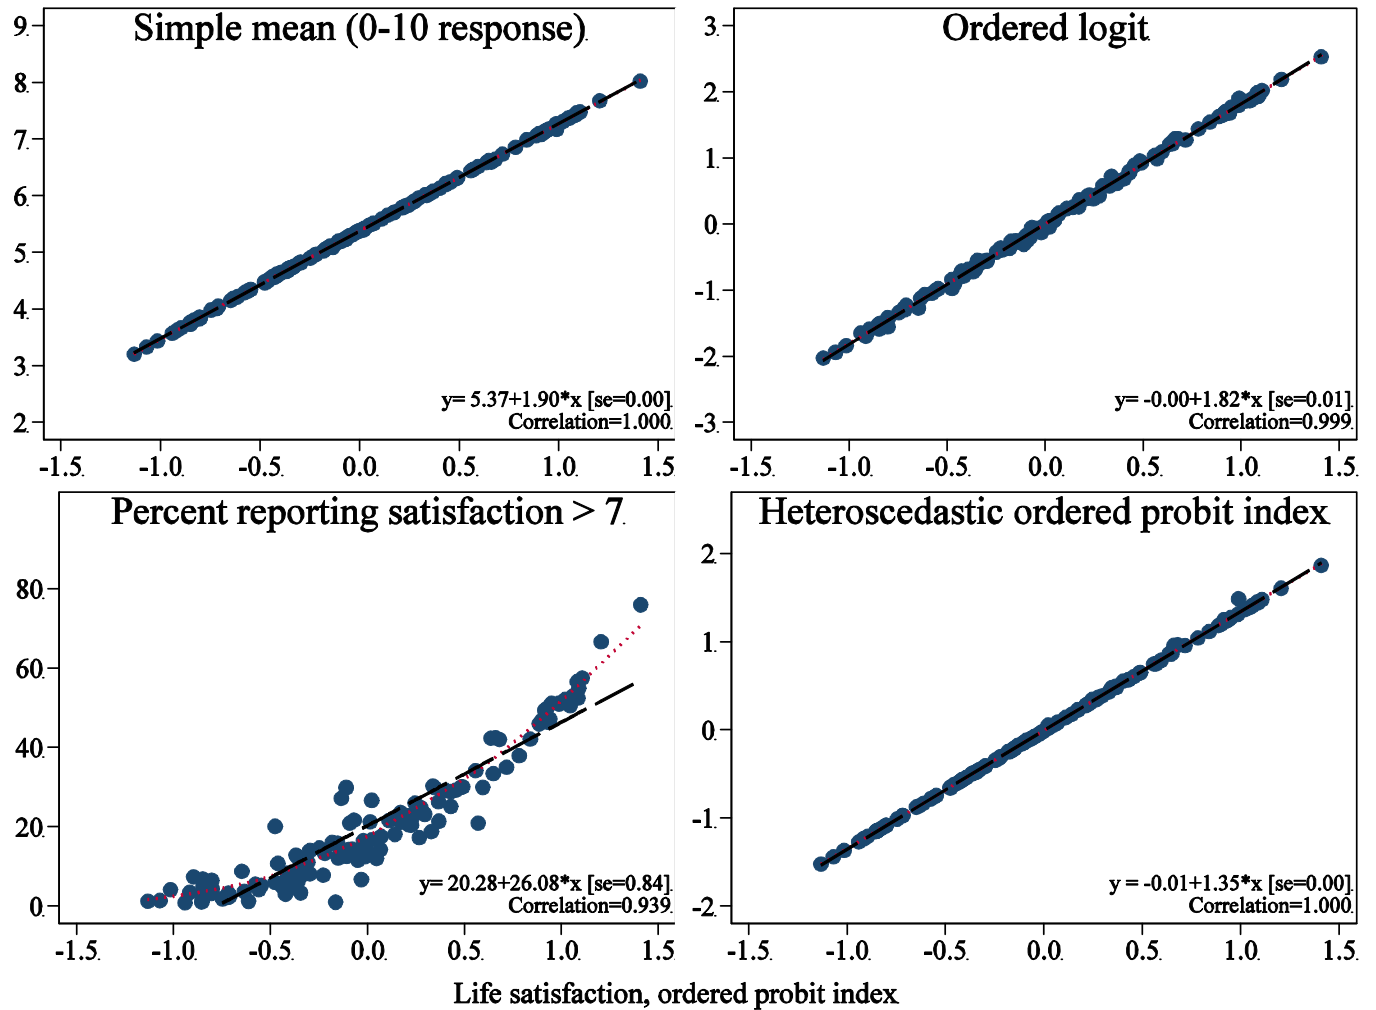 Simple mean (0-10 response)
9
8
7
6
5
4
3
2
y= 5.37+1.90*x [se=0.00]
Correlation=1.000
-1.5 -1.0 -0.5 0.0 0.5 1.0 1.5
Ordered logit
3
2
1
0
-1
-2
-3
y= -0.00+1.82*x [se=0.01]
Correlation=0.999
-1.5 -1.0 -0.5 0.0 0.5 1.0 1.5
Percent reporting satisfaction > 7
80
60
40
20
0
y= 20.28+26.08*x [se=0.84]
Correlation=0.939
-1.5 -1.0 -0.5 0.0 0.5 1.0 1.5
Heteroscedastic ordered probit index
2
1
0
-1
-2
y = -0.01+1.35*x [se=0.00]
Correlation=1.000
-1.5 -1.0 -0.5 0.0 0.5 1.0 1.5
Life satisfaction, ordered probit index